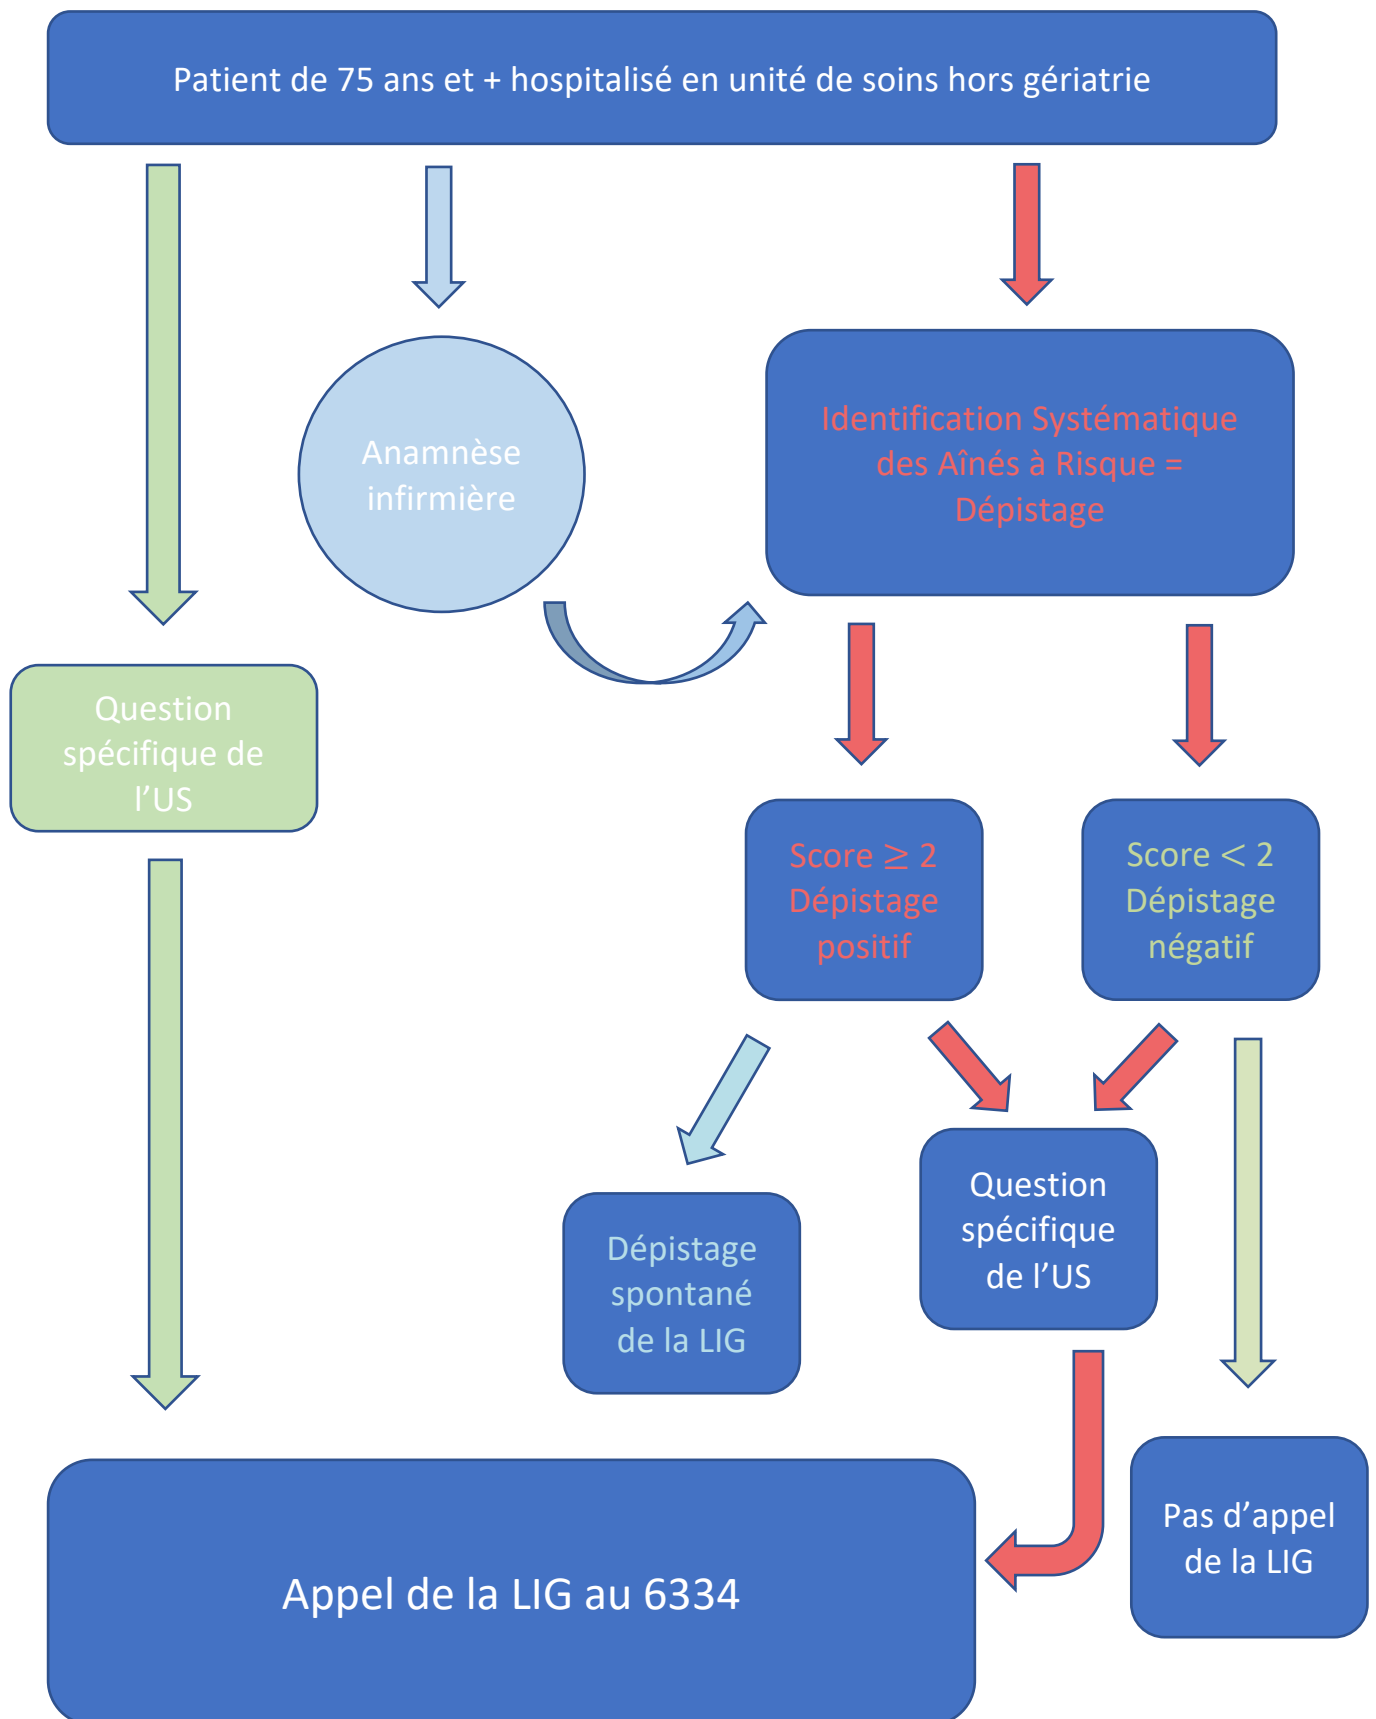 Patient de 75 ans et + hospitalisé en unité de soins hors gériatrie
Anamnèse
infirmière
Identification Systématique
des Aînés à Risque =
Dépistage
Question
spécifique de
l’US
Score ≥ 2
Dépistage
positif
Score < 2
Dépistage
négatif
Dépistage
spontané
de la LIG
Question
spécifique
de l’US
Pas d’appel
de la LIG
Appel de la LIG au 6334